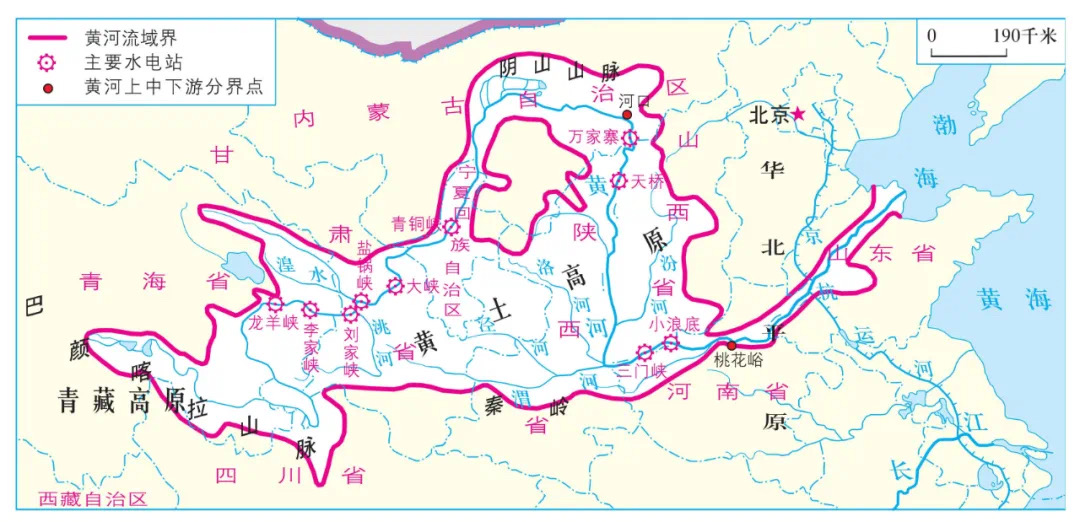 黄河流域界
主要水电站
黄河上中下游分界点
0 190千米
内蒙古自治区
阴山山脉
河口
万家寨
天桥
北京
渤海
甘肃省
宁夏回族自治区
青铜峡
山西省
陕西省
黄土高原
黄河
华北平原
山东省
京杭运河
黄海
青海省
湟水
盐锅峡
大峡
龙羊峡
李家峡
刘家峡
洮河
泾河
洛河
汾河
渭河
小浪底
三门峡
桃花峪
河南省
秦岭
巴颜喀拉山脉
青藏高原
四川省
西藏自治区
长江